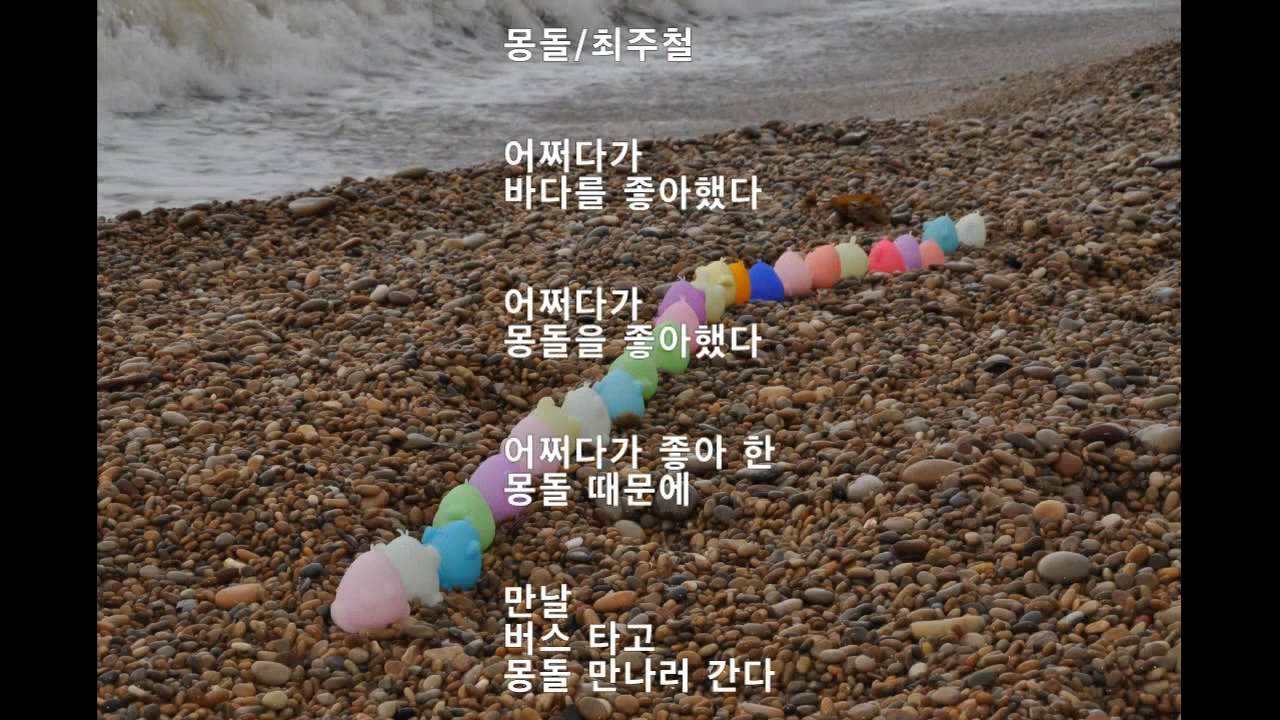 몽돌/최주철
어쩌다가
바다를 좋아했다
어쩌다가
몽돌을 좋아했다
어쩌다가 좋아 한
몽돌 때문에
만날
버스 타고
몽돌 만나러 간다